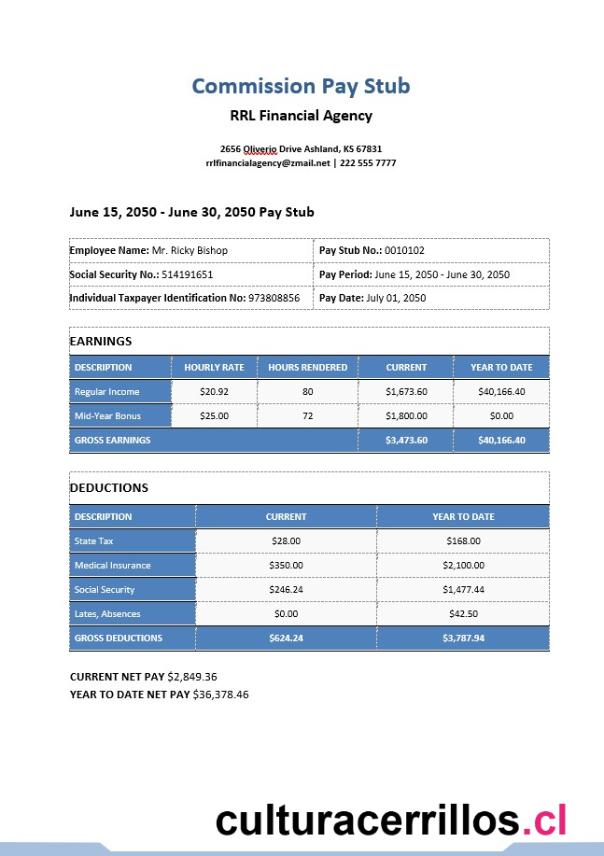 Commission Pay Stub
RRL Financial Agency
2656 Oliverio Drive Ashland, KS 67831
rrlfinancialagency@zmail.net | 222 555 7777
June 15, 2050 - June 30, 2050 Pay Stub
Employee Name: Mr. Ricky Bishop Pay Stub No.: 0010102
Social Security No.: 514191651 Pay Period: June 15, 2050 - June 30, 2050
Individual Taxpayer Identification No: 973808856 Pay Date: July 01, 2050
EARNINGS
DESCRIPTION HOURLY RATE HOURS RENDERED CURRENT YEAR TO DATE
Regular Income $20.92 80 $1,673.60 $40,166.40
Mid-Year Bonus $25.00 72 $1,800.00 $0.00
GROSS EARNINGS $3,473.60 $40,166.40
DEDUCTIONS
DESCRIPTION CURRENT YEAR TO DATE
State Tax $28.00 $168.00
Medical Insurance $350.00 $2,100.00
Social Security $246.24 $1,477.44
Lates, Absences $0.00 $42.50
GROSS DEDUCTIONS $624.24 $3,787.94
CURRENT NET PAY $2,849.36
YEAR TO DATE NET PAY $36,378.46
culturacerrillos.cl